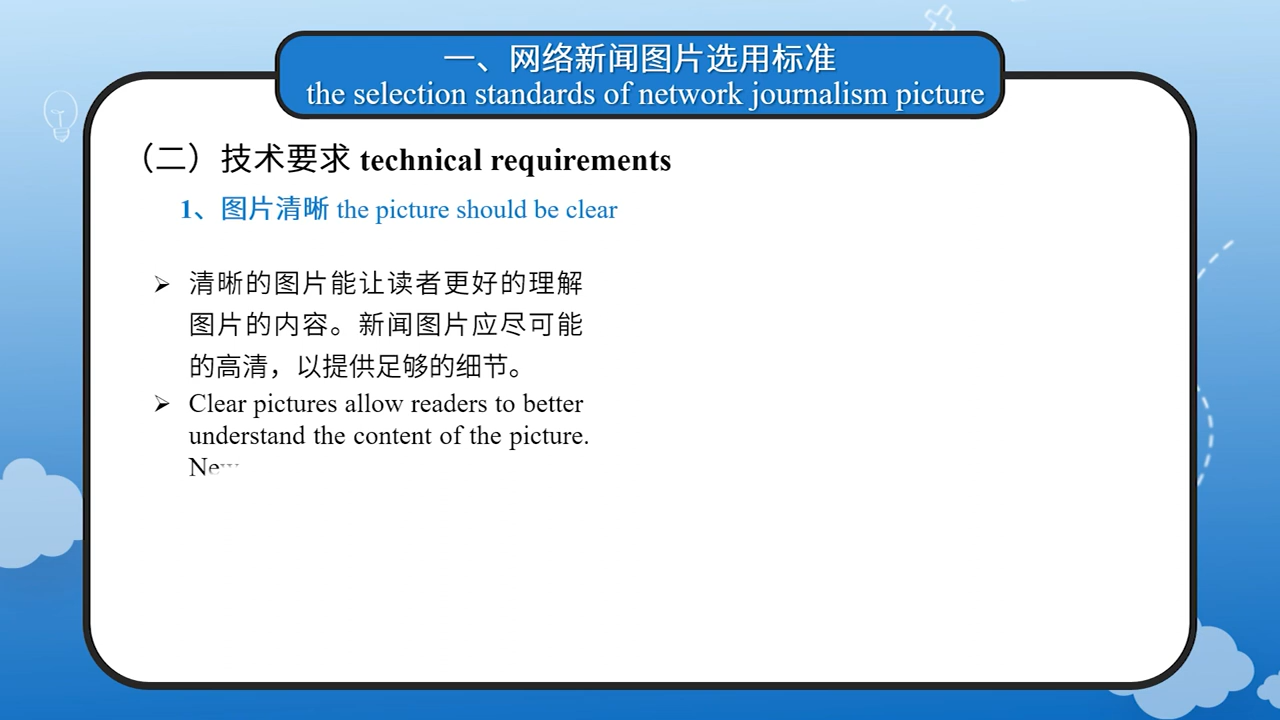 一、网络新闻图片选用标准
the selection standards of network journalism picture
（二）技术要求 technical requirements
1、图片清晰 the picture should be clear
清晰的图片能让读者更好的理解
图片的内容。新闻图片应尽可能
的高清，以提供足够的细节。
Clear pictures allow readers to better
understand the content of the picture.